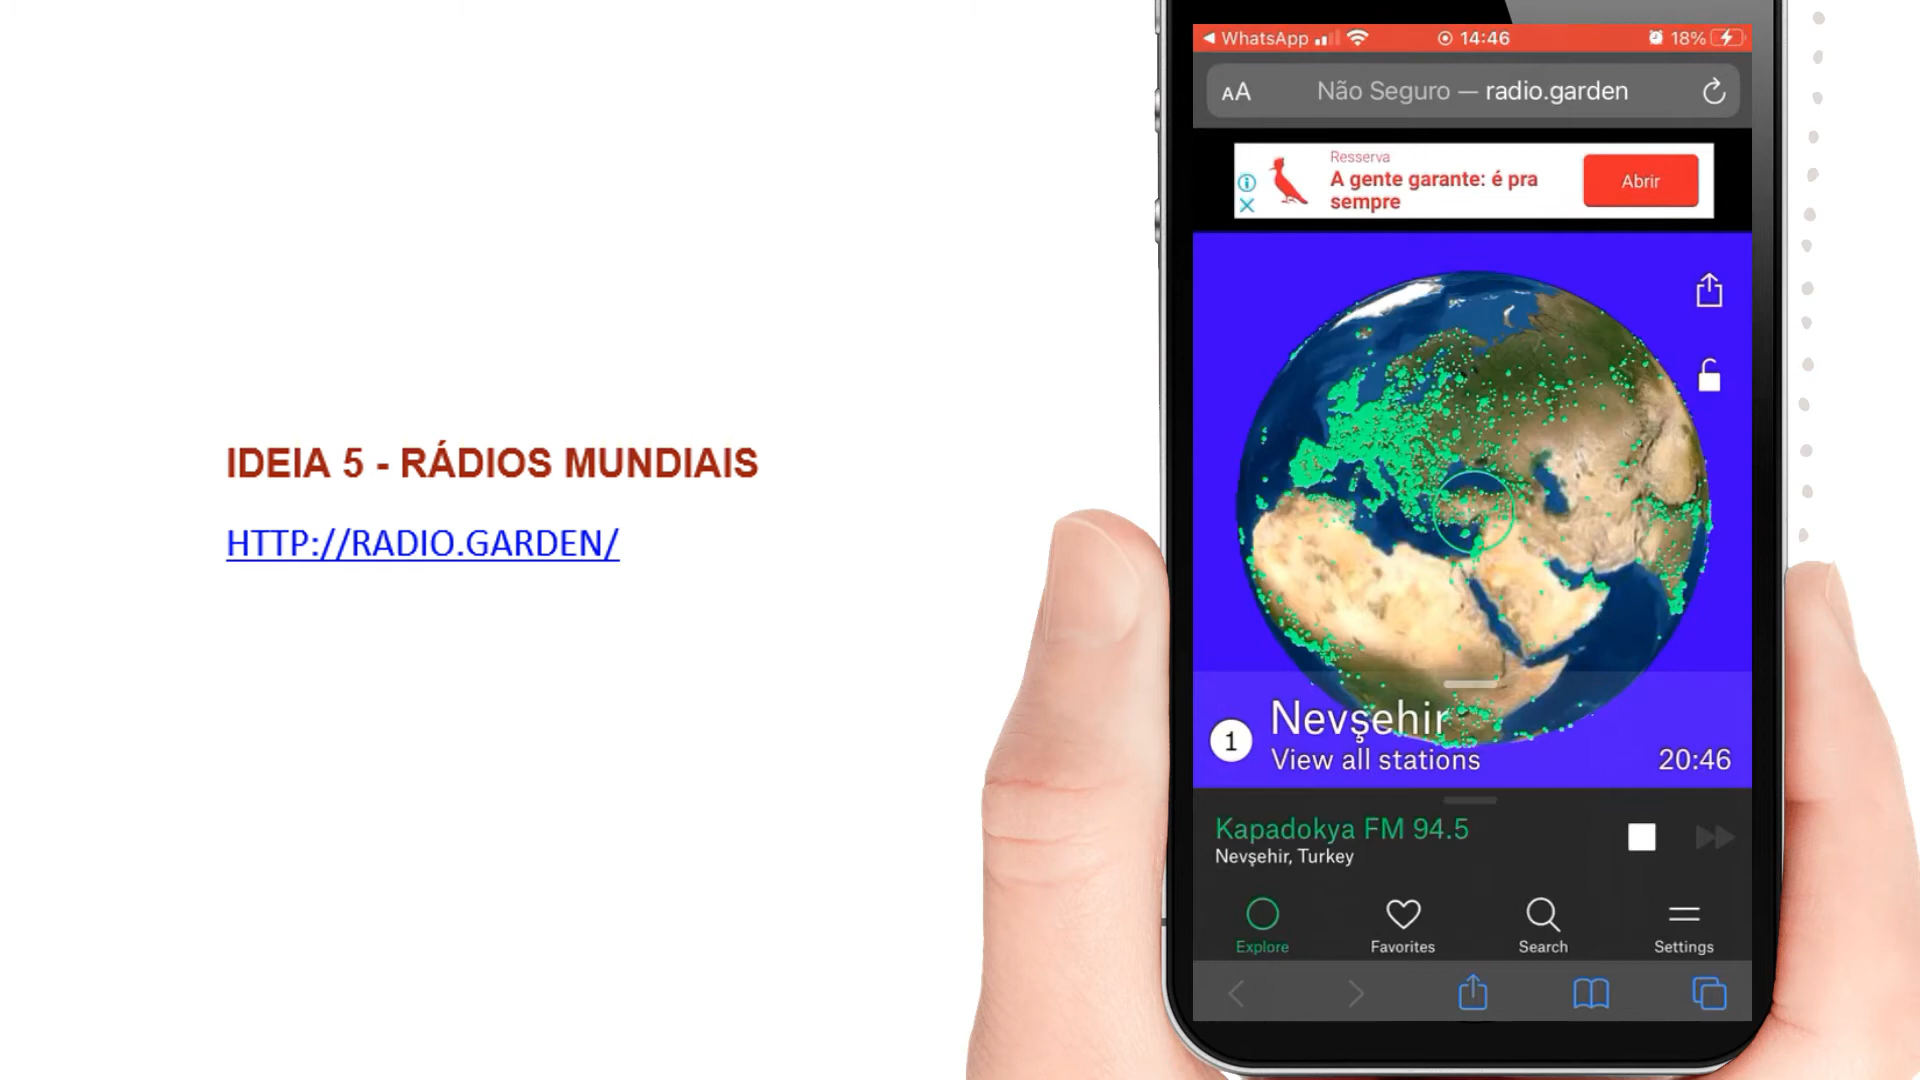 IDEIA 5 - RÁDIOS MUNDIAIS
HTTP://RADIO.GARDEN/
WhatsApp 14:46 18%
AA Não Seguro — radio.garden
Resserva
A gente garante: é pra
sempre
Abrir
1
Nevşehir
View all stations
20:46
Kapadokya FM 94.5
Nevşehir, Turkey
Explore Favorites Search Settings